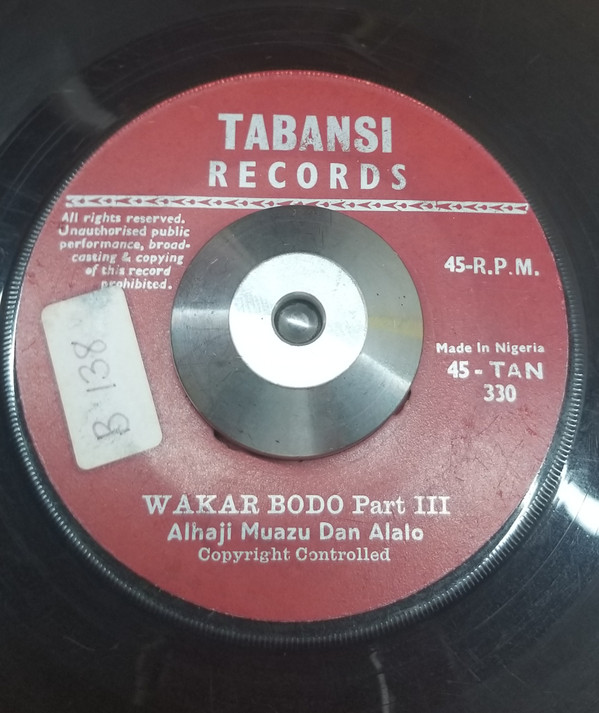 TABANSI
RECORDS
All rights reserved.
Unauthorised public
performance, broad-
casting & copying
of this record
prohibited.
45-R.P.M.
Made In Nigeria
45 - TAN
330
B 138
WAKAR BODO Part III
Alhaji Muazu Dan Alalo
Copyright Controlled